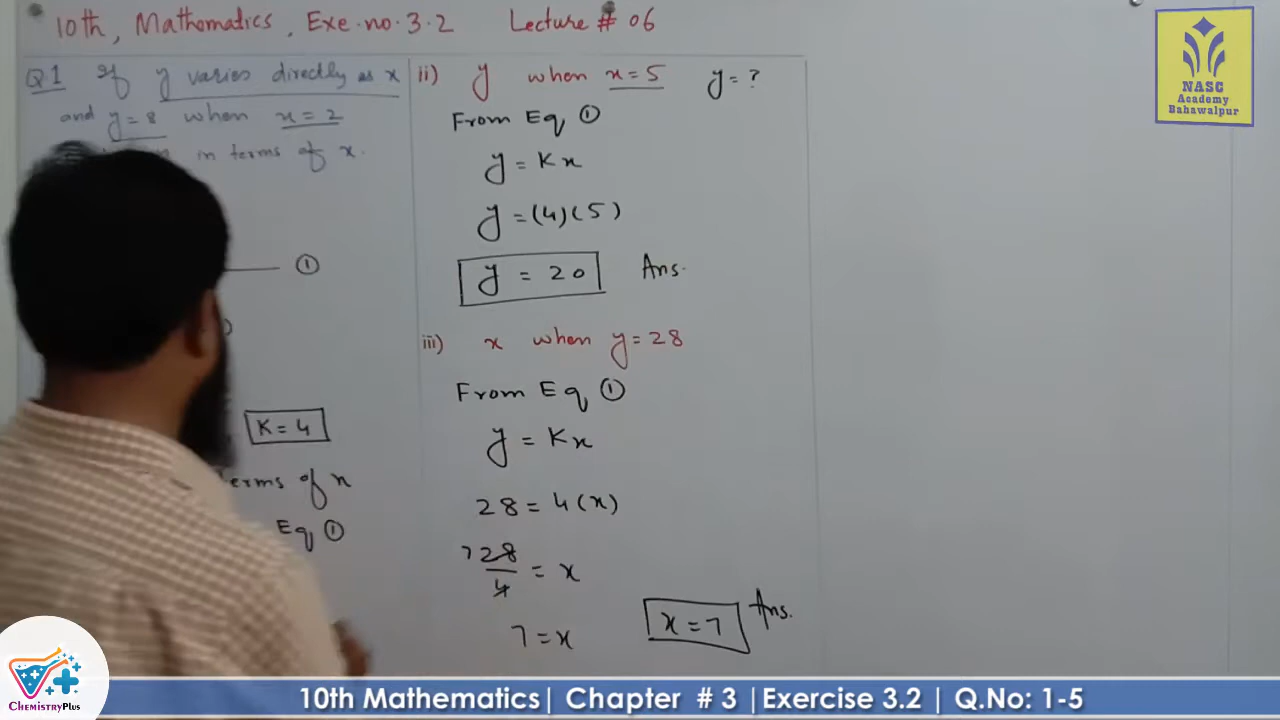 10th, Mathematics, Exe.no.3.2 Lecture # 06
Q1 If y varies directly as x
and y=8 when x=2
in terms of x.
①
K=4
terms of x
Eq ①
ii) y when x=5 y=?
From Eq ①
y=Kx
y=(4)(5)
y = 20 Ans.
iii) x when y=28
From Eq ①
y = Kx
28=4(x)
7 28/4 = x
7=x x=7 Ans.
NASC
Academy
Bahawalpur
CHEMISTRYPLUS
10th Mathematics| Chapter # 3 |Exercise 3.2 | Q.No: 1-5